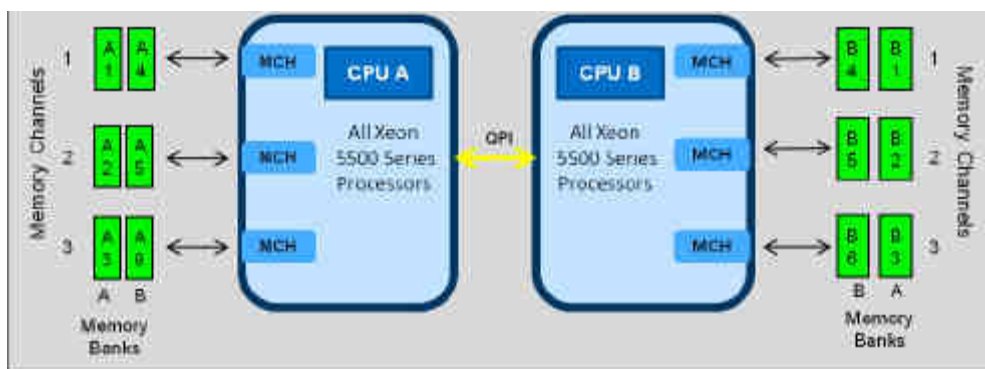 Memory Channels
1
A
1
A
4
2
A
2
A
5
3
A
3
A
A B
Memory
Banks
MCH
MCH
MCH
CPU A
All Xeon
5500 Series
Processors
QPI
CPU B
All Xeon
5500 Series
Processors
MCH
MCH
MCH
B
4
B
1
1
B
5
B
2
2
B
6
B
3
3
B A
Memory
Banks
Memory Channels